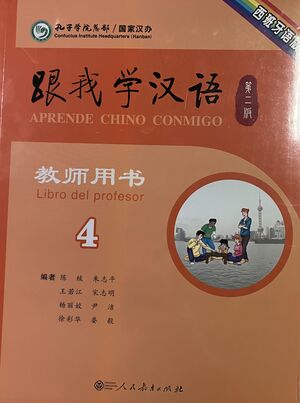 孔子学院总部/国家汉办
Confucius Institute Headquarters (Hanban)
西班牙语版
跟我学汉语
第二版
APRENDE CHINO CONMIGO
教师用书
Libro del profesor
4
编者 陈绂 朱志平
王若江 宋志明
杨丽姣 尹洁
徐彩华 娄毅
人民教育出版社